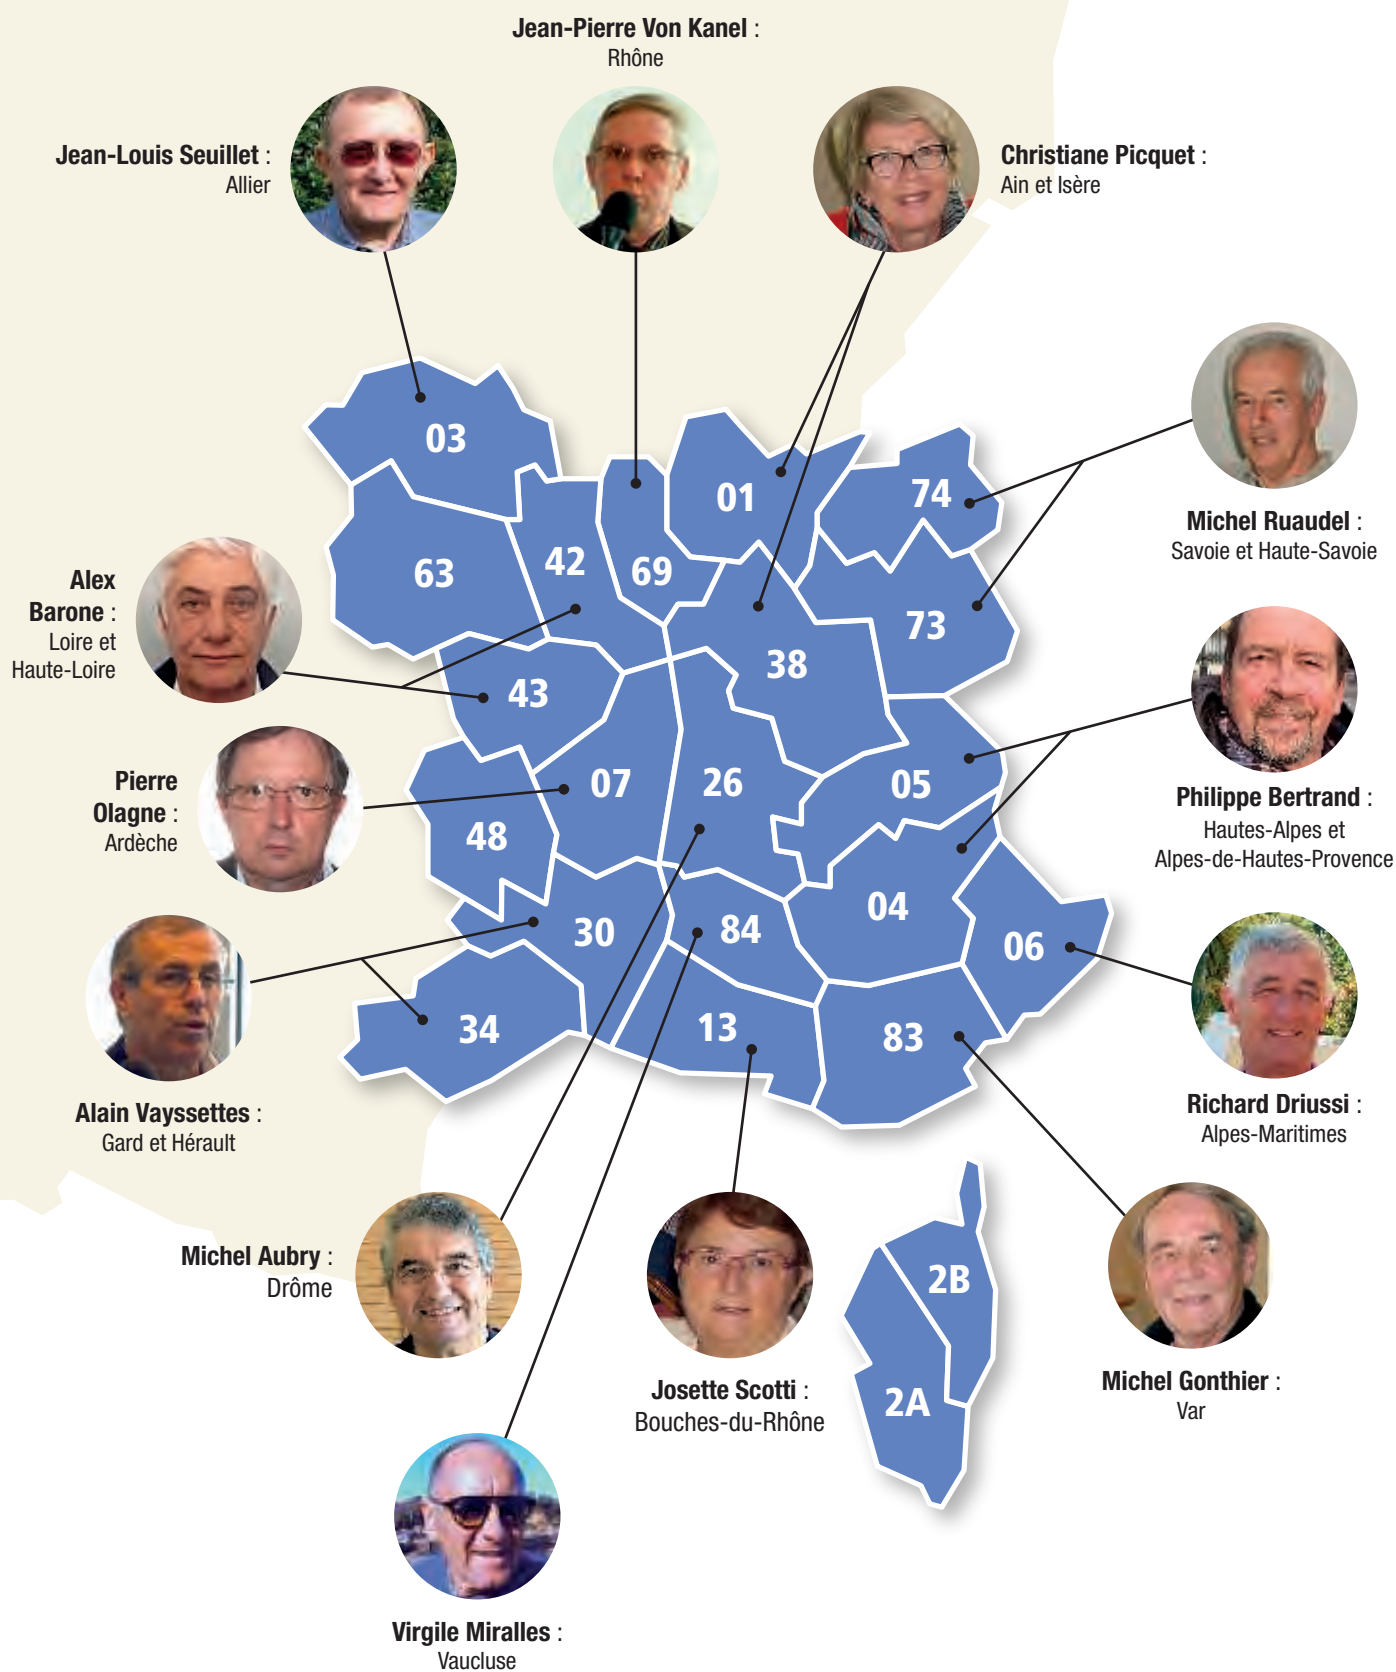 Jean-Pierre Von Kanel :
Rhône
Jean-Louis Seuillet :
Allier
Christiane Picquet :
Ain et Isère
Michel Ruaudel :
Savoie et Haute-Savoie
Alex
Barone :
Loire et
Haute-Loire
Pierre
Olagne :
Ardèche
Philippe Bertrand :
Hautes-Alpes et
Alpes-de-Hautes-Provence
Alain Vayssettes :
Gard et Hérault
Richard Driussi :
Alpes-Maritimes
Michel Aubry :
Drôme
Josette Scotti :
Bouches-du-Rhône
Michel Gonthier :
Var
Virgile Miralles :
Vaucluse
03
01
74
63
42
69
73
38
43
07
26
05
48
04
30
84
06
34
13
83
2B
2A